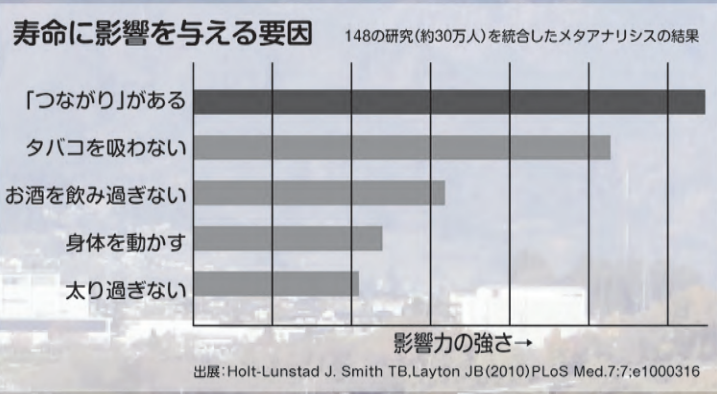 寿命に影響を与える要因
148の研究(約30万人)を統合したメタアナリシスの結果
「つながり」がある
タバコを吸わない
お酒を飲み過ぎない
身体を動かす
太り過ぎない
影響力の強さ→
出展:Holt-Lunstad J. Smith TB,Layton JB(2010)PLoS Med.7;7;e1000316